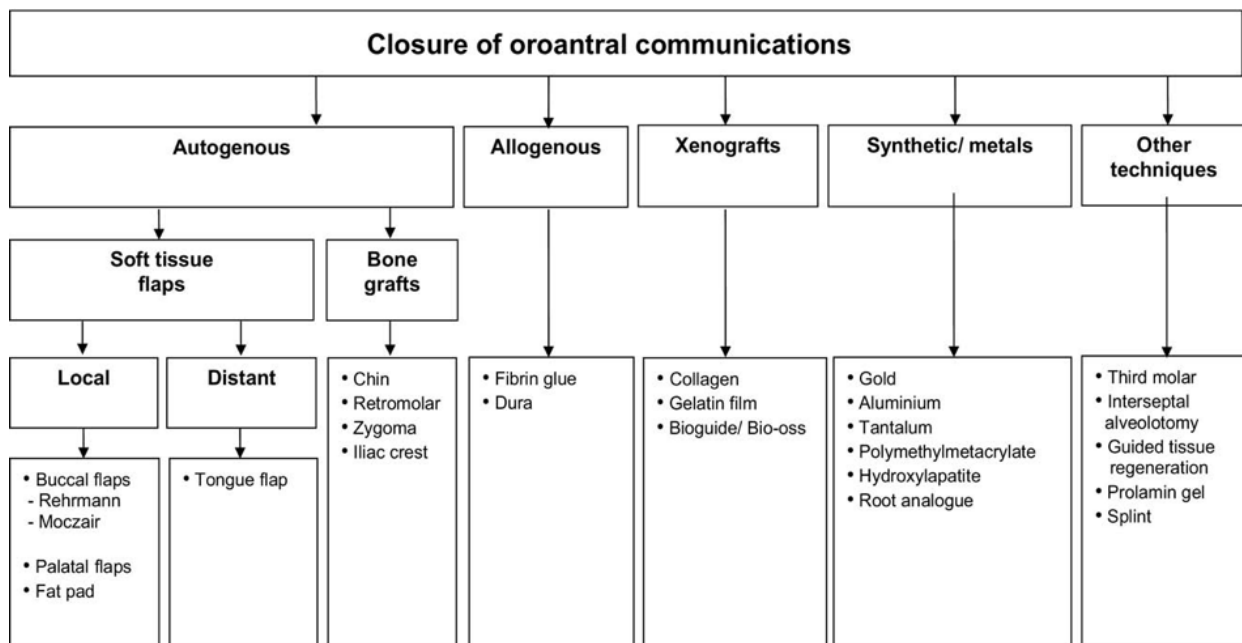 Closure of oroantral communications
Autogenous
Allogenous
Xenografts
Synthetic/ metals
Other
techniques
Soft tissue
flaps
Bone
grafts
Local
Distant
• Buccal flaps
- Rehrmann
- Moczair
• Palatal flaps
• Fat pad
• Tongue flap
• Chin
• Retromolar
• Zygoma
• Iliac crest
• Fibrin glue
• Dura
• Collagen
• Gelatin film
• Bioguide/ Bio-oss
• Gold
• Aluminium
• Tantalum
• Polymethylmetacrylate
• Hydroxylapatite
• Root analogue
• Third molar
• Interseptal
alveolotomy
• Guided tissue
regeneration
• Prolamin gel
• Splint